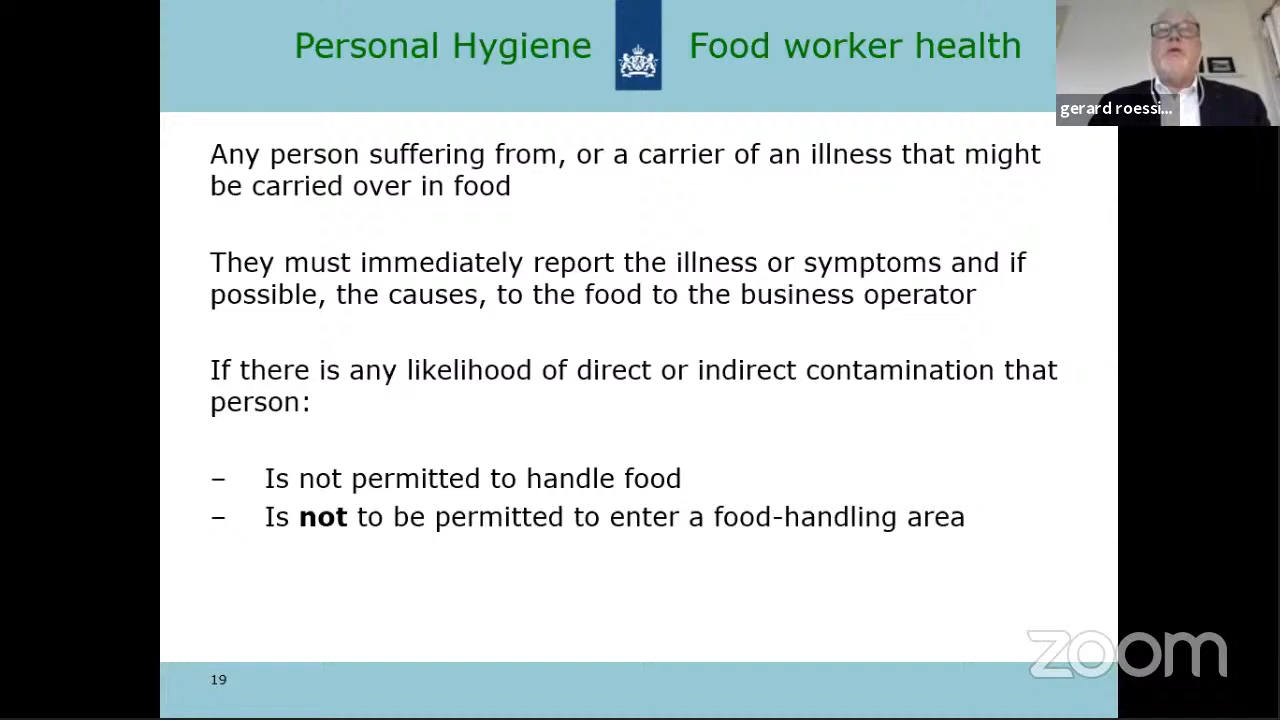 Personal Hygiene Food worker health
gerard roessi...
Any person suffering from, or a carrier of an illness that might
be carried over in food
They must immediately report the illness or symptoms and if
possible, the causes, to the food to the business operator
If there is any likelihood of direct or indirect contamination that
person:
– Is not permitted to handle food
– Is not to be permitted to enter a food-handling area
zoom
19